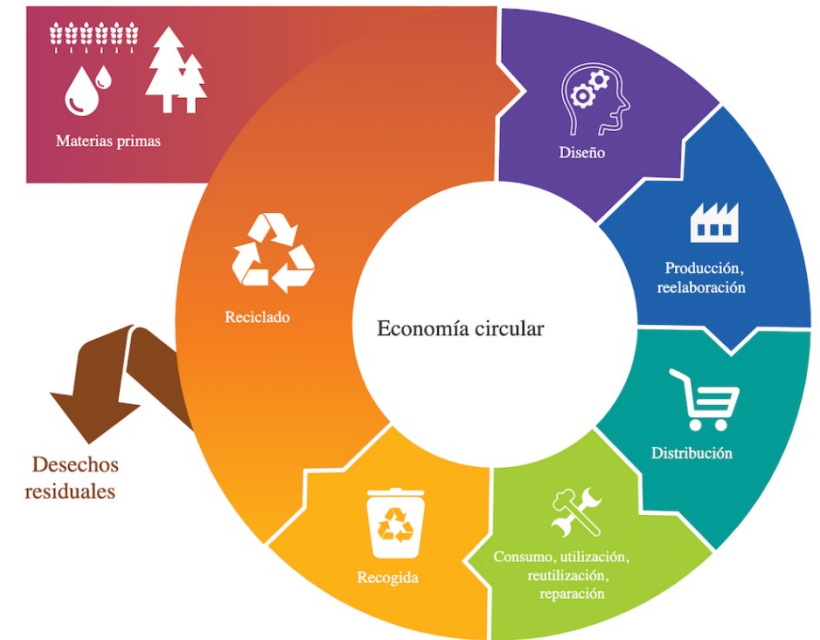 Materias primas
Diseño
Producción,
reelaboración
Distribución
Consumo, utilización,
reutilización,
reparación
Recogida
Reciclado
Economía circular
Desechos
residuales